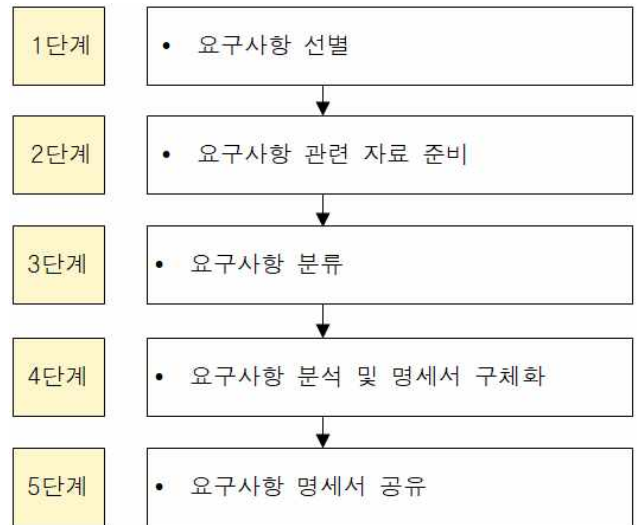 1단계
• 요구사항 선별
2단계
• 요구사항 관련 자료 준비
3단계
• 요구사항 분류
4단계
• 요구사항 분석 및 명세서 구체화
5단계
• 요구사항 명세서 공유